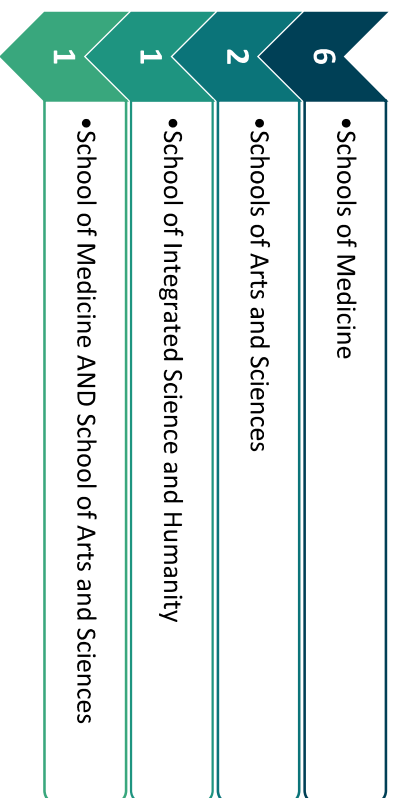 6
•Schools of Medicine
2
•Schools of Arts and Sciences
1
•School of Integrated Science and Humanity
1
•School of Medicine AND School of Arts and Sciences